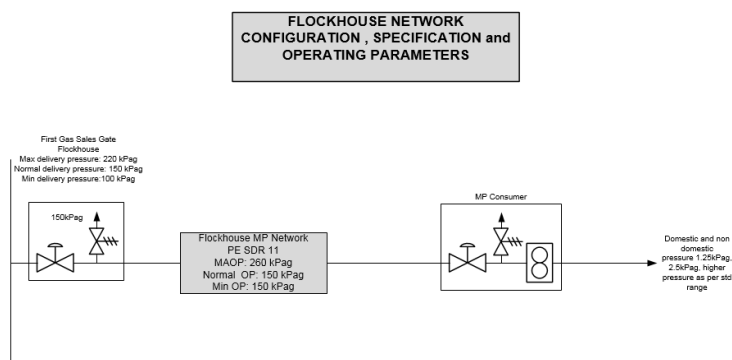 FLOCKHOUSE NETWORK
CONFIGURATION , SPECIFICATION and
OPERATING PARAMETERS
First Gas Sales Gate
Flockhouse
Max delivery pressure: 220 kPag
Normal delivery pressure: 150 kPag
Min delivery pressure:100 kPag
150kPag
Flockhouse MP Network
PE SDR 11
MAOP: 260 kPag
Normal OP: 150 kPag
Min OP: 150 kPag
MP Consumer
Domestic and non
domestic
pressure 1.25kPag,
2.5kPag, higher
pressure as per std
range